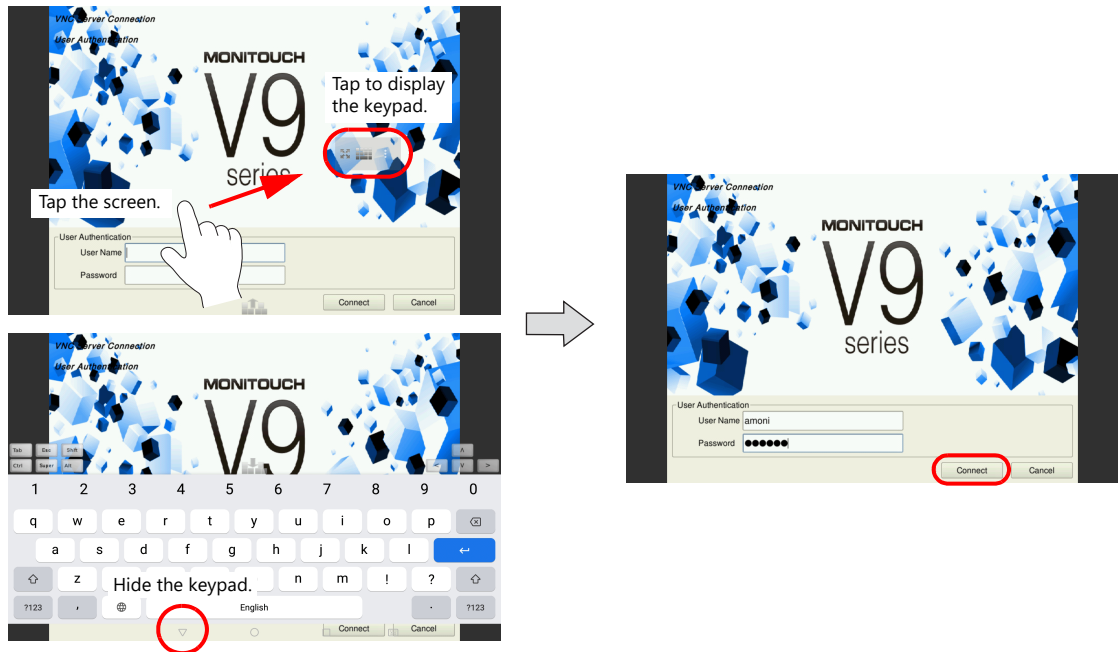 VNC Server Connection
User Authentication
MONITOUCH
V9
series
Tap to display
the keypad.
Tap the screen.
User Authentication
User Name
Password
Connect Cancel
VNC Server Connection
User Authentication
MONITOUCH
V9
Tab Esc Shift ∧
Ctrl Super Alt < ∨ >
1 2 3 4 5 6 7 8 9 0
q w e r t y u i o p
a s d f g h j k l
z n m ! ?
Hide the keypad.
?123 , English . ?123
Connect Cancel
VNC Server Connection
User Authentication
MONITOUCH
V9
series
User Authentication
User Name amoni
Password ●●●●●●
Connect Cancel